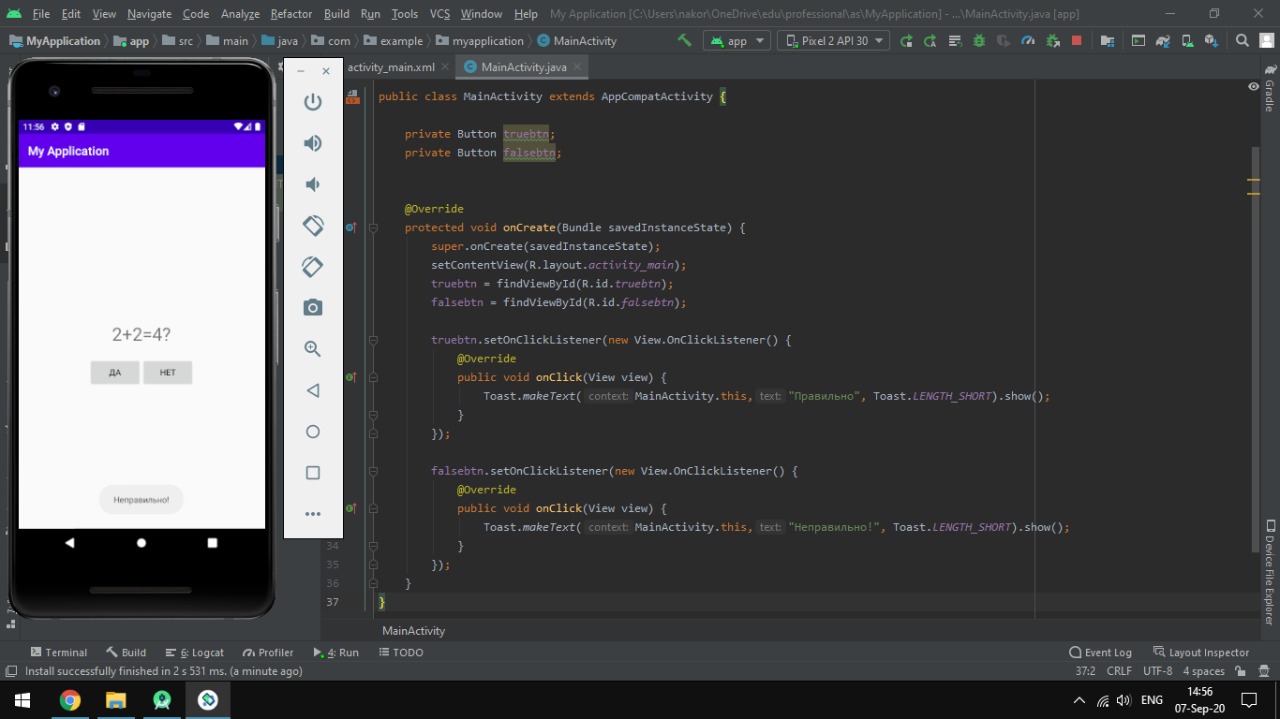 File Edit View Navigate Code Analyze Refactor Build Run Tools VCS Window Help My Application [C:\Users\nakor\OneDrive\edu\professional\as\MyApplication] - ...\MainActivity.java [app]
MyApplication app src main java com example myapplication MainActivity app Pixel 2 API 30
activity_main.xml MainActivity.java
Gradle
11:56
My Application
2+2=4?
ДА НЕТ
Неправильно!
public class MainActivity extends AppCompatActivity {
private Button truebtn;
private Button falsebtn;
@Override
protected void onCreate(Bundle savedInstanceState) {
super.onCreate(savedInstanceState);
setContentView(R.layout.activity_main);
truebtn = findViewById(R.id.truebtn);
falsebtn = findViewById(R.id.falsebtn);
truebtn.setOnClickListener(new View.OnClickListener() {
@Override
public void onClick(View view) {
Toast.makeText( context: MainActivity.this, text: "Правильно", Toast.LENGTH_SHORT).show();
}
});
falsebtn.setOnClickListener(new View.OnClickListener() {
@Override
public void onClick(View view) {
Toast.makeText( context: MainActivity.this, text: "Неправильно!", Toast.LENGTH_SHORT).show();
34 }
35 });
36 }
37 }
Device File Explorer
MainActivity
Terminal Build 6: Logcat Profiler 4: Run TODO Event Log Layout Inspector
Install successfully finished in 2 s 531 ms. (a minute ago) 37:2 CRLF UTF-8 4 spaces
ENG 14:56
07-Sep-20